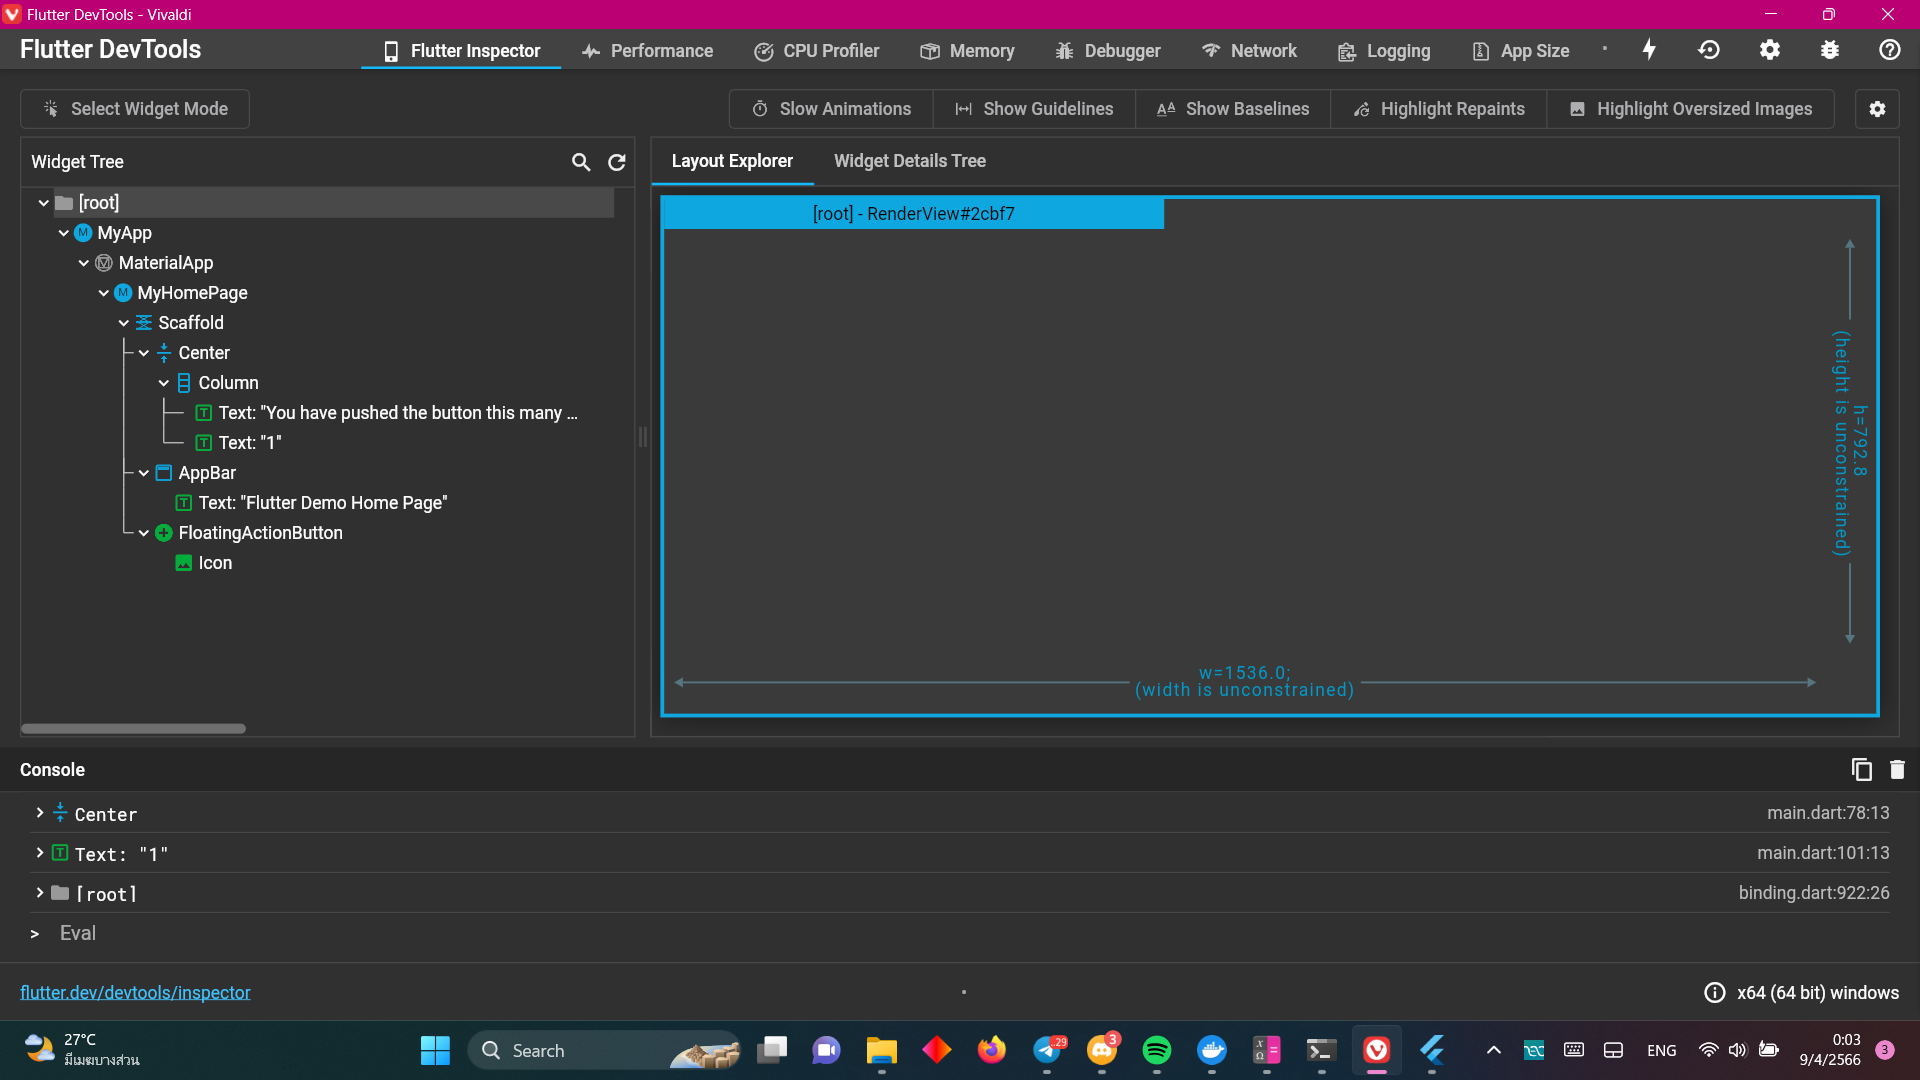 Flutter DevTools - Vivaldi
Flutter DevTools
Flutter Inspector
Performance
CPU Profiler
Memory
Debugger
Network
Logging
App Size
Select Widget Mode
Slow Animations
Show Guidelines
Show Baselines
Highlight Repaints
Highlight Oversized Images
Widget Tree
[root]
MyApp
MaterialApp
MyHomePage
Scaffold
Center
Column
Text: "You have pushed the button this many ...
Text: "1"
AppBar
Text: "Flutter Demo Home Page"
FloatingActionButton
Icon
Layout Explorer
Widget Details Tree
[root] - RenderView#2cbf7
h=792.8
(height is unconstrained)
w=1536.0;
(width is unconstrained)
Console
Center
main.dart:78:13
Text: "1"
main.dart:101:13
[root]
binding.dart:922:26
> Eval
flutter.dev/devtools/inspector
x64 (64 bit) windows
27°C
มีเมฆบางส่วน
Search
29
3
ENG
0:03
9/4/2566
3